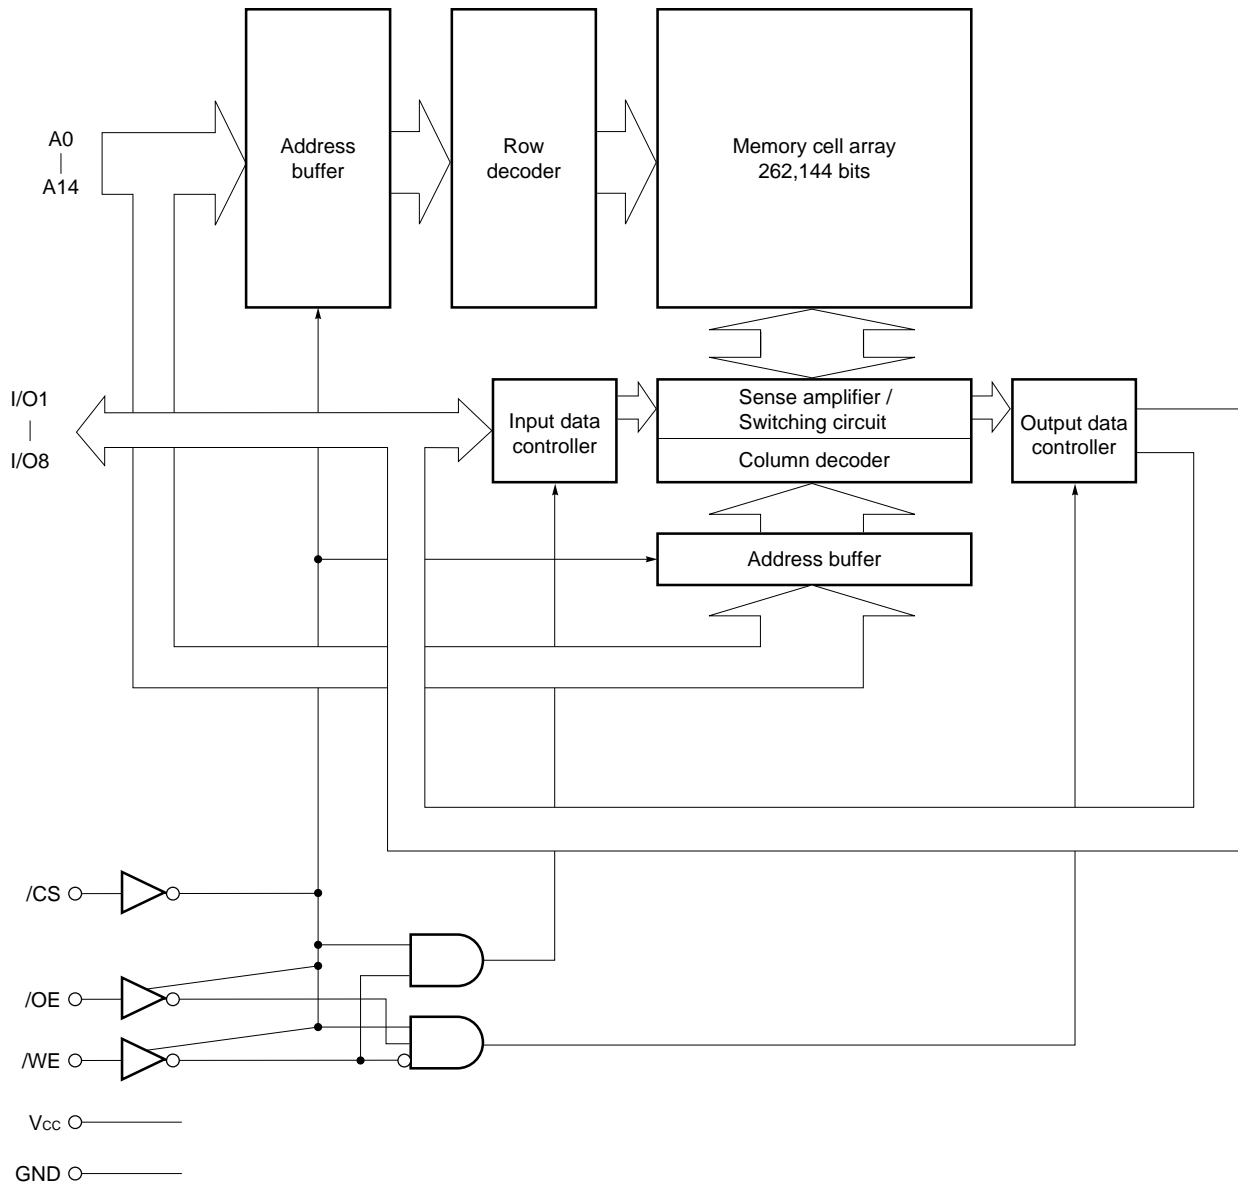 A0
A14
Address
buffer
Row
decoder
Memory cell array
262,144 bits
I/O1
I/O8
Input data
controller
Sense amplifier /
Switching circuit
Column decoder
Output data
controller
Address buffer
/CS
/OE
/WE
VCC
GND